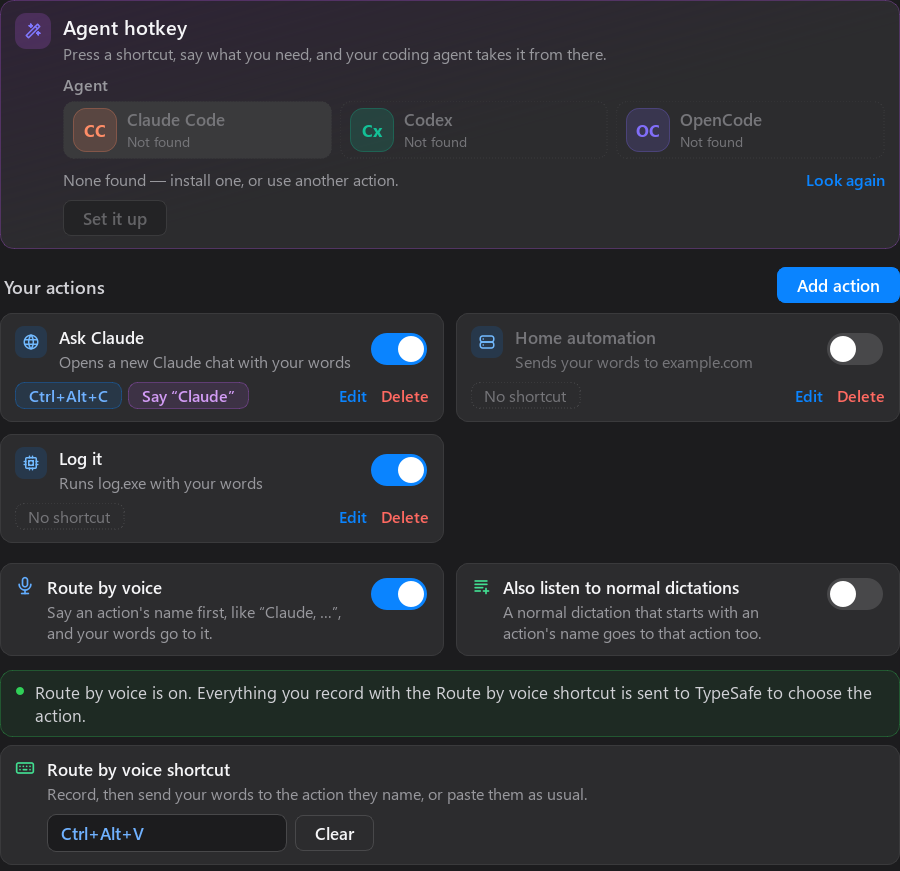 Agent hotkey
Press a shortcut, say what you need, and your coding agent takes it from there.
Agent
CC Claude Code
Not found
Cx Codex
Not found
OC OpenCode
Not found
None found — install one, or use another action.
Look again
Set it up
Your actions
Add action
Ask Claude
Opens a new Claude chat with your words
Ctrl+Alt+C
Say “Claude”
Edit
Delete
Home automation
Sends your words to example.com
No shortcut
Edit
Delete
Log it
Runs log.exe with your words
No shortcut
Edit
Delete
Route by voice
Say an action's name first, like “Claude, ...”,
and your words go to it.
Also listen to normal dictations
A normal dictation that starts with an
action's name goes to that action too.
Route by voice is on. Everything you record with the Route by voice shortcut is sent to TypeSafe to choose the
action.
Route by voice shortcut
Record, then send your words to the action they name, or paste them as usual.
Ctrl+Alt+V
Clear